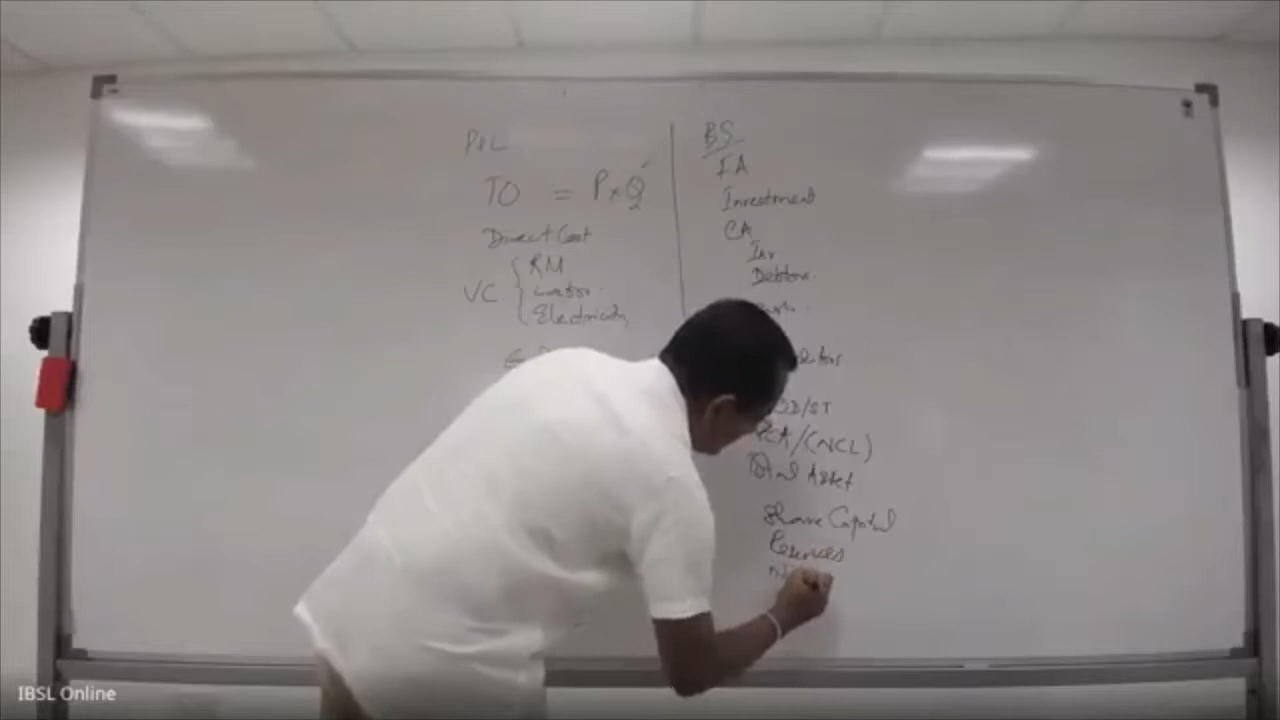 P&L
TO = P×Q
Direct Cost
VC
RM
Electricity
BS
FA
Investment
CA
Inv
Debtors
OD/ST
NCA/(NCL)
Total Asset
Share Capital
Reserves
IBSL Online